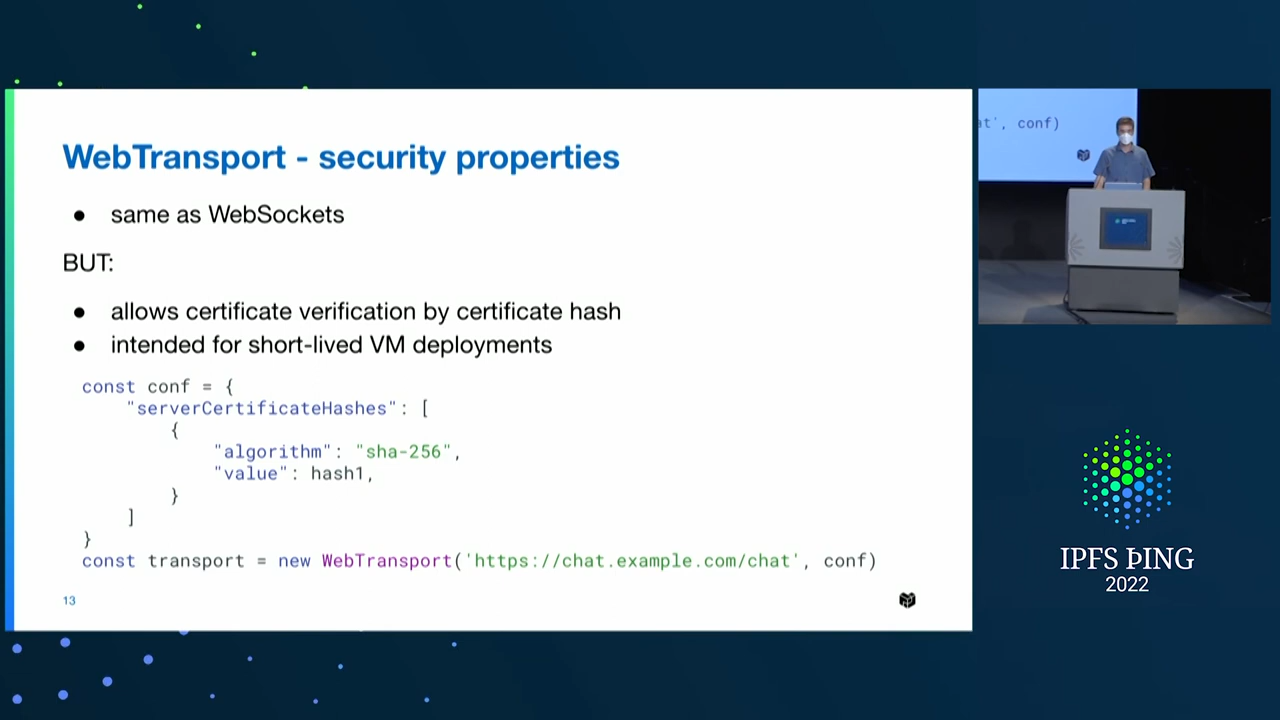 WebTransport - security properties
● same as WebSockets
BUT:
● allows certificate verification by certificate hash
● intended for short-lived VM deployments
const conf = {
"serverCertificateHashes": [
{
"algorithm": "sha-256",
"value": hash1,
}
]
}
const transport = new WebTransport('https://chat.example.com/chat', conf)
13
at', conf)
IPFS ÞING
2022